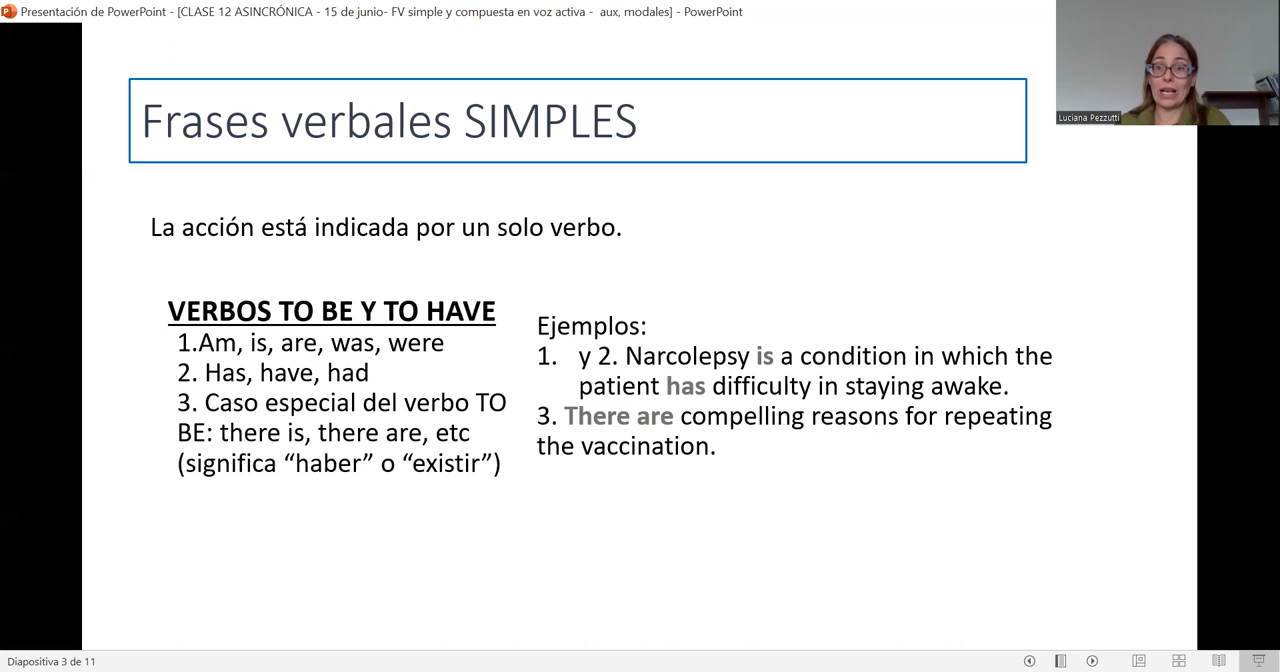 Presentación de PowerPoint - [CLASE 12 ASINCRÓNICA - 15 de junio- FV simple y compuesta en voz activa - aux, modales] - PowerPoint
Luciana Pezzutti
Frases verbales SIMPLES
La acción está indicada por un solo verbo.
VERBOS TO BE Y TO HAVE
1.Am, is, are, was, were
2. Has, have, had
3. Caso especial del verbo TO
BE: there is, there are, etc
(significa “haber” o “existir”)
Ejemplos:
1. y 2. Narcolepsy is a condition in which the
patient has difficulty in staying awake.
3. There are compelling reasons for repeating
the vaccination.
Diapositiva 3 de 11